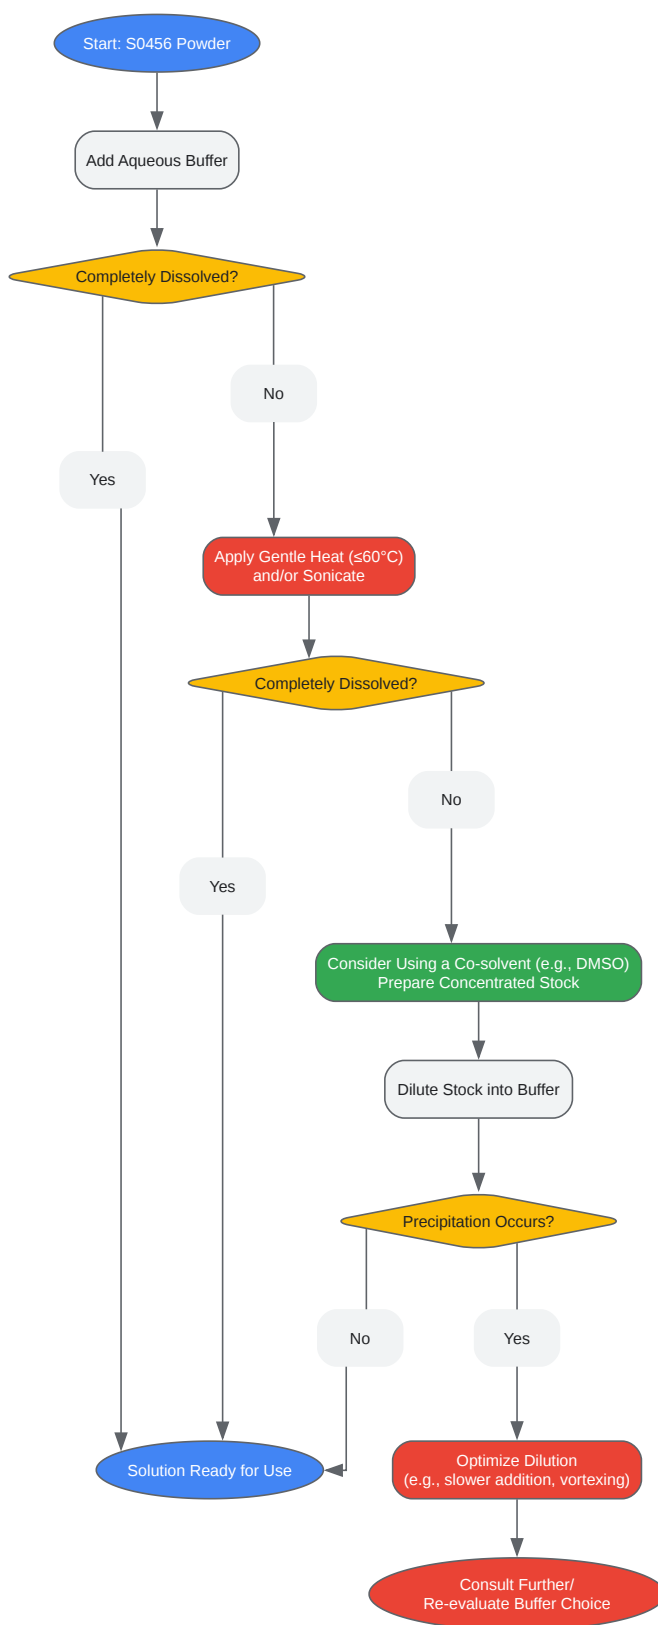 Start: S0456 Powder
Add Aqueous Buffer
Completely Dissolved?
No
Yes
Apply Gentle Heat (≤60°C)
and/or Sonicate
Completely Dissolved?
No
Yes
Consider Using a Co-solvent (e.g., DMSO)
Prepare Concentrated Stock
Dilute Stock into Buffer
Precipitation Occurs?
No
Yes
Solution Ready for Use
Optimize Dilution
(e.g., slower addition, vortexing)
Consult Further/
Re-evaluate Buffer Choice